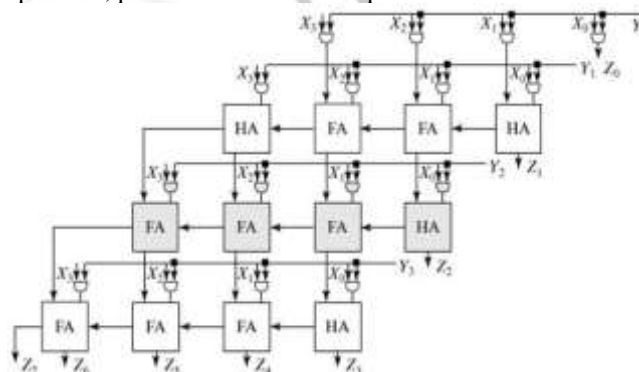 X3 X2 X1 X0 Y
X3 X2 X1 X0 Y1 Z0
HA FA FA HA
X3 X2 X1 X0 Y2 Z1
FA FA FA HA
X3 X2 X1 X0 Y3 Z2
FA FA FA HA
Z7 Z6 Z5 Z4 Z3